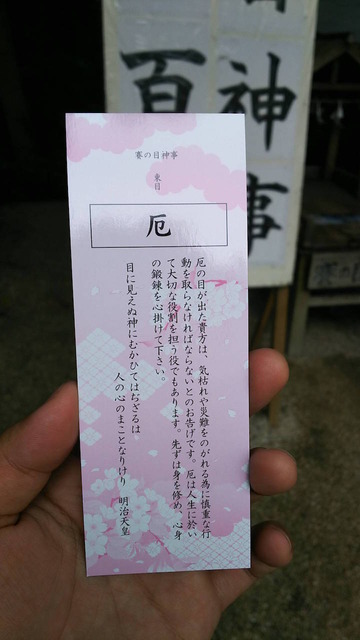 賽の目神事
東目
厄
厄の目が出た貴方は、気枯れや災難をのがれる為に慎重な行
動を取らなければならないとのお告げです。厄は人生に於い
て大切な役割を担う役でもあります。先ずは身を修め、心身
の鍛錬を心掛けて下さい。
目に見えぬ神にむかひてはぢざるは
人の心のまことなりけり 明治天皇
神事
百